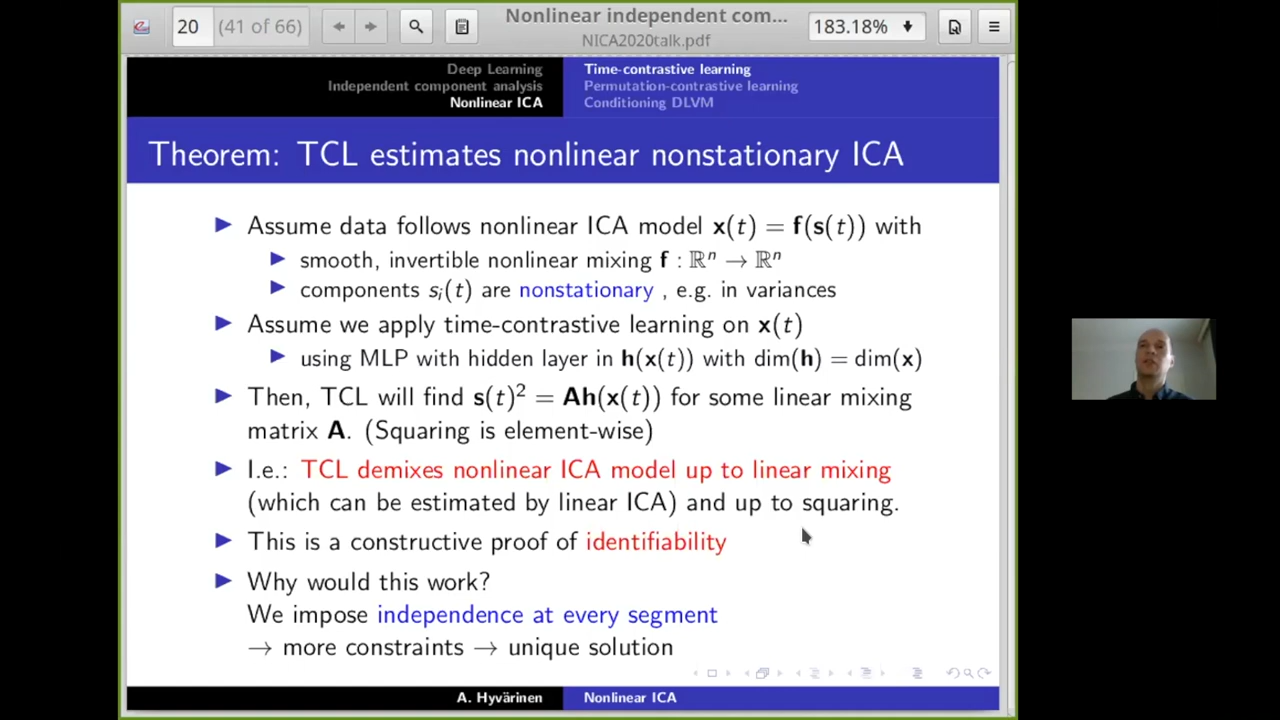 20 (41 of 66)
Nonlinear independent com...
NICA2020talk.pdf
183.18%
Deep Learning
Independent component analysis
Nonlinear ICA
Time-contrastive learning
Permutation-contrastive learning
Conditioning DLVM
Theorem: TCL estimates nonlinear nonstationary ICA
Assume data follows nonlinear ICA model x(t) = f(s(t)) with
smooth, invertible nonlinear mixing f : ℝⁿ → ℝⁿ
components sᵢ(t) are nonstationary , e.g. in variances
Assume we apply time-contrastive learning on x(t)
using MLP with hidden layer in h(x(t)) with dim(h) = dim(x)
Then, TCL will find s(t)² = Ah(x(t)) for some linear mixing
matrix A. (Squaring is element-wise)
I.e.: TCL demixes nonlinear ICA model up to linear mixing
(which can be estimated by linear ICA) and up to squaring.
This is a constructive proof of identifiability
Why would this work?
We impose independence at every segment
→ more constraints → unique solution
A. Hyvärinen Nonlinear ICA